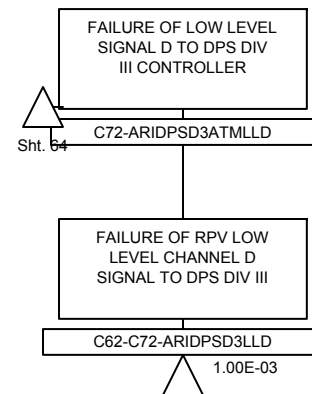 FAILURE OF LOW LEVEL
SIGNAL D TO DPS DIV
III CONTROLLER
C72-ARIDPSD3ATMLLD
Sht. 64
FAILURE OF RPV LOW
LEVEL CHANNEL D
SIGNAL TO DPS DIV III
C62-C72-ARIDPSD3LLD
1.00E-03